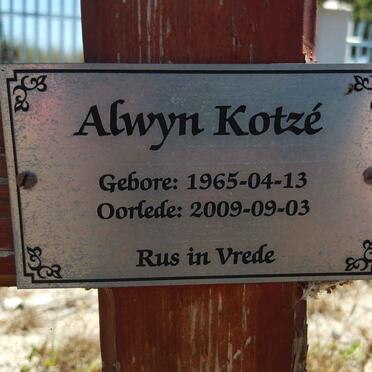 Alwyn Kotzé
Gebore: 1965-04-13
Oorlede: 2009-09-03
Rus in Vrede